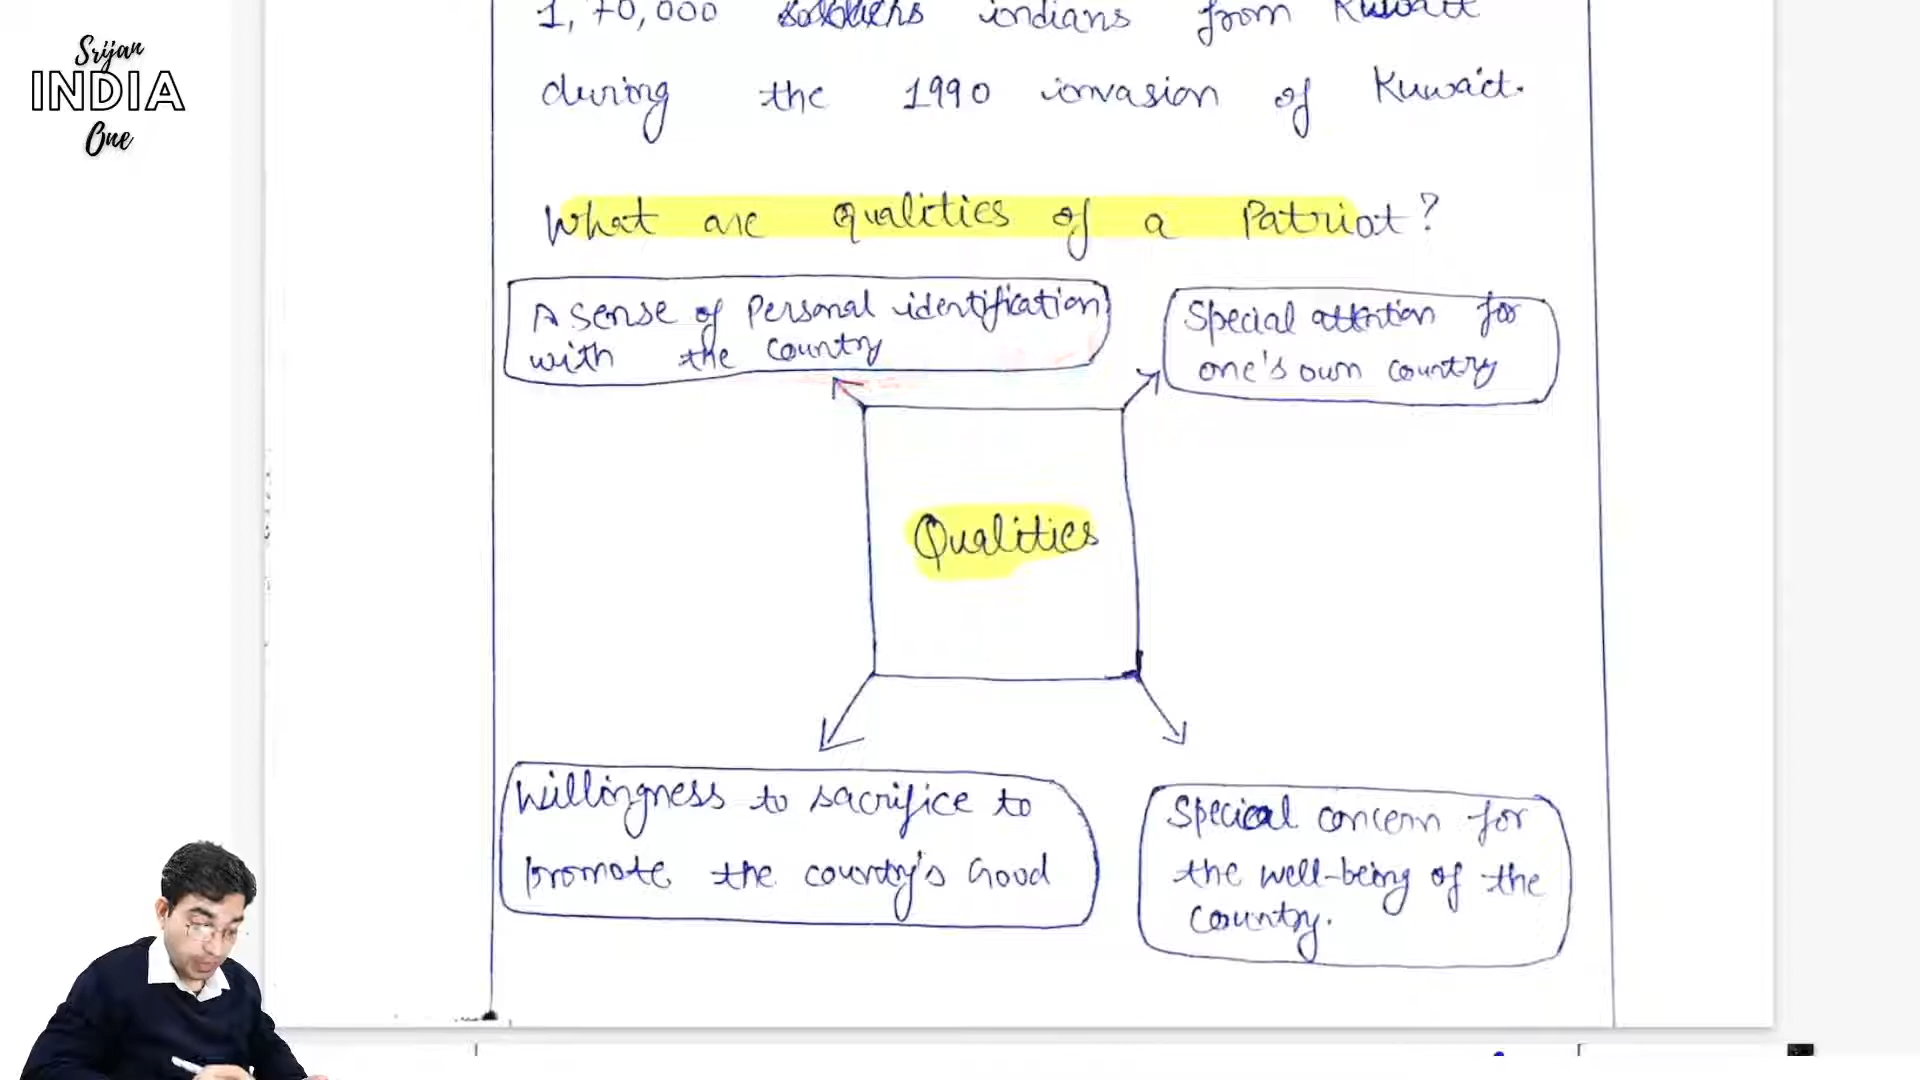 Srijan
INDIA
One
1,70,000 indians from Kuwait
during the 1990 invasion of Kuwait.
What are qualities of a Patriot?
A sense of Personal identification
with the country
Special attention for
one's own country
Qualities
Willingness to sacrifice to
promote the country's Good
Special concern for
the well-being of the
country.